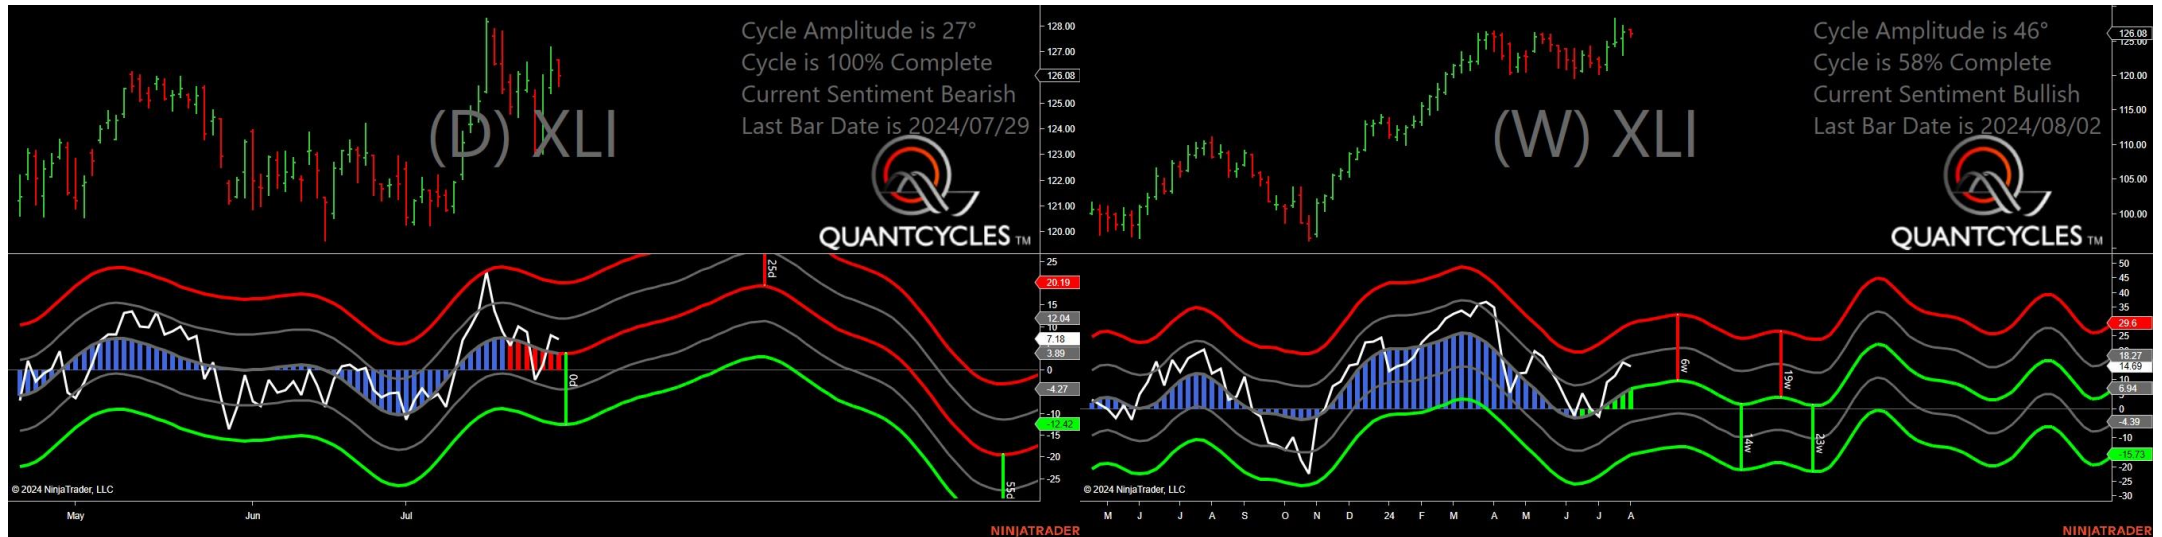 Cycle Amplitude is 27°
Cycle is 100% Complete
Current Sentiment Bearish
Last Bar Date is 2024/07/29
(D) XLI
QUANTCYCLES TM
128.00
127.00
126.08
125.00
124.00
123.00
122.00
121.00
120.00
25
20.19
15
12.04
10
7.18
3.89
0
-4.27
-10
-12.42
-15
-20
-25
25d
0d
55d
© 2024 NinjaTrader, LLC
May Jun Jul
NINJATRADER
Cycle Amplitude is 46°
Cycle is 58% Complete
Current Sentiment Bullish
Last Bar Date is 2024/08/02
(W) XLI
QUANTCYCLES TM
126.08
125.00
120.00
115.00
110.00
105.00
100.00
50
45
40
35
29.6
25
18.27
14.69
10
6.94
5
0
-4.39
-10
-15.73
-20
-25
-30
6w
19w
14w
23w
© 2024 NinjaTrader, LLC
M J J A S O N D 24 F M A M J J A
NINJATRADER